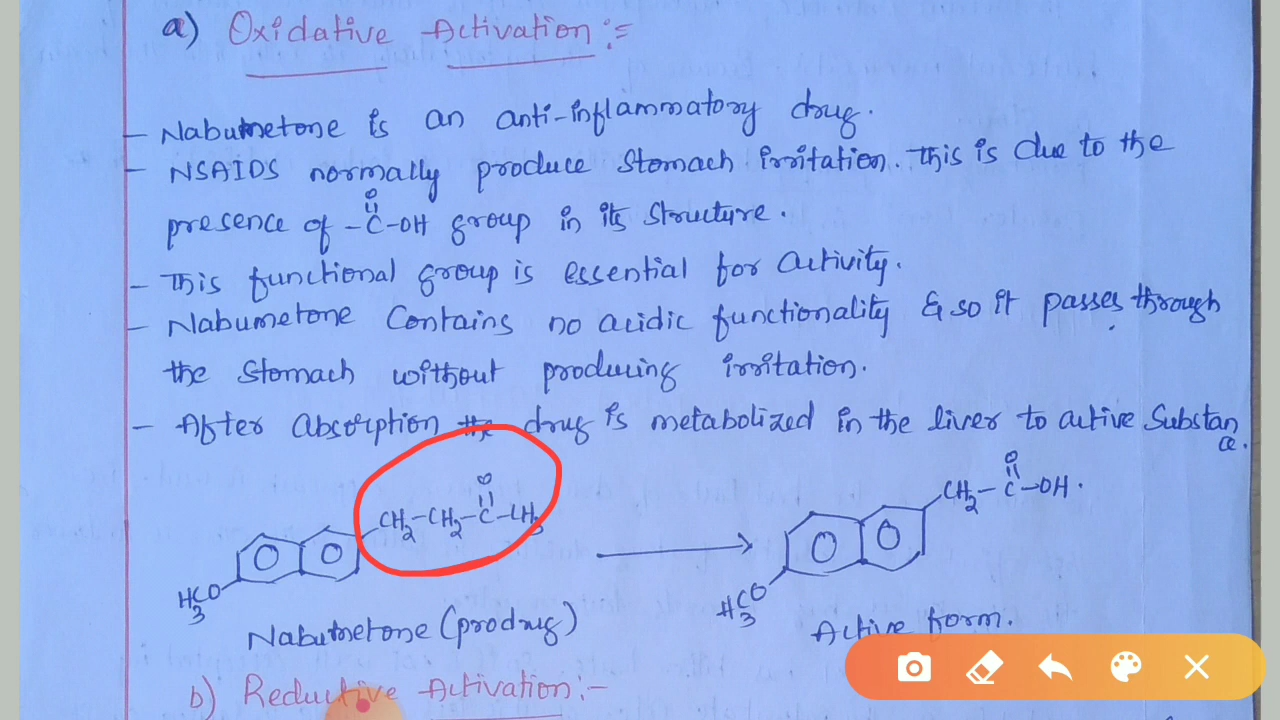 a) Oxidative Activation :-
- Nabumetone is an anti-inflammatory drug.
- NSAIDS normally produce Stomach irritation. This is due to the
O
presence of -C-OH group in its structure.
- This functional group is essential for activity.
- Nabumetone Contains no acidic functionality & so it passes through
the stomach without producing irritation.
- After absorption the drug is metabolized in the liver to active Substan
ce.
O
CH2-CH2-C-CH3
H3CO
Nabumetone (prodrug)
O
CH2-C-OH.
H3CO
Active form.
b) Reductive Activation :-